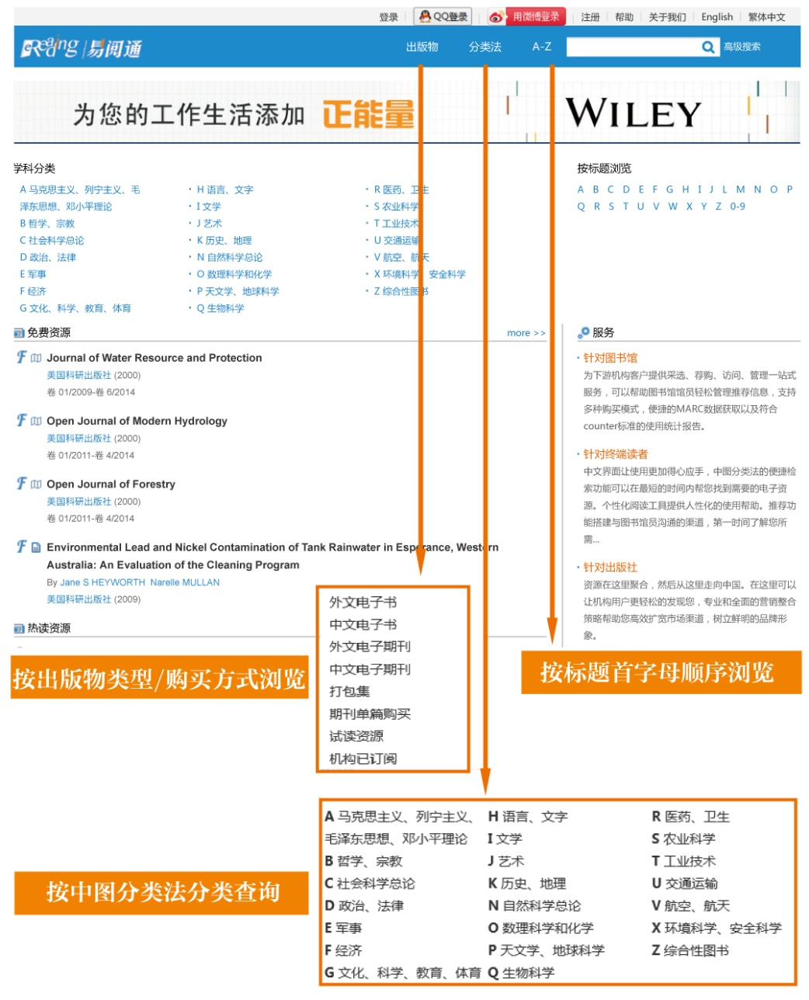 登录 QQ登录 用微博登录 注册 帮助 关于我们 English 繁体中文
eReading 易阅通 出版物 分类法 A-Z 高级搜索
为您的工作生活添加 正能量 WILEY
学科分类
A 马克思主义、列宁主义、毛
泽东思想、邓小平理论
B 哲学、宗教
C 社会科学总论
D 政治、法律
E 军事
F 经济
G 文化、科学、教育、体育
· H 语言、文字
· I 文学
· J 艺术
· K 历史、地理
· N 自然科学总论
· O 数理科学和化学
· P 天文学、地球科学
· Q 生物科学
· R 医药、卫生
· S 农业科学
· T 工业技术
· U 交通运输
· V 航空、航天
· X 环境科学、安全科学
· Z 综合性图书
按标题浏览
A B C D E F G H I J L M N O P
Q R S T U V W X Y Z 0-9
免费资源 more >>
F Journal of Water Resource and Protection
美国科研出版社 (2000)
卷 01/2009-卷 6/2014
F Open Journal of Modern Hydrology
美国科研出版社 (2000)
卷 01/2011-卷 4/2014
F Open Journal of Forestry
美国科研出版社 (2000)
卷 01/2011-卷 4/2014
F Environmental Lead and Nickel Contamination of Tank Rainwater in Esperance, Western
Australia: An Evaluation of the Cleaning Program
By Jane S HEYWORTH Narelle MULLAN
美国科研出版社 (2009)
热读资源
服务
· 针对图书馆
为下游机构客户提供采选、荐购、访问、管理一站式
服务，可以帮助图书馆馆员轻松管理推荐信息，支持
多种购买模式，便捷的MARC数据获取以及符合
counter标准的使用统计报告。
· 针对终端读者
中文界面让使用更加得心应手，中图分类法的便捷检
索功能可以在最短的时间内帮您找到需要的电子资
源。个性化阅读工具提供人性化的使用帮助。推荐功
能搭建与图书馆员沟通的渠道，第一时间了解您所
需...
· 针对出版社
资源在这里聚合，然后从这里走向中国。在这里可以
让机构用户更轻松的发现您，专业和全面的营销整合
策略帮助您高效扩宽市场渠道，树立鲜明的品牌形
象。
按出版物类型/购买方式浏览
外文电子书
中文电子书
外文电子期刊
中文电子期刊
打包集
期刊单篇购买
试读资源
机构已订阅
按标题首字母顺序浏览
按中图分类法分类查询
A 马克思主义、列宁主义、
毛泽东思想、邓小平理论
B 哲学、宗教
C 社会科学总论
D 政治、法律
E 军事
F 经济
G 文化、科学、教育、体育
H 语言、文字
I 文学
J 艺术
K 历史、地理
N 自然科学总论
O 数理科学和化学
P 天文学、地球科学
Q 生物科学
R 医药、卫生
S 农业科学
T 工业技术
U 交通运输
V 航空、航天
X 环境科学、安全科学
Z 综合性图书